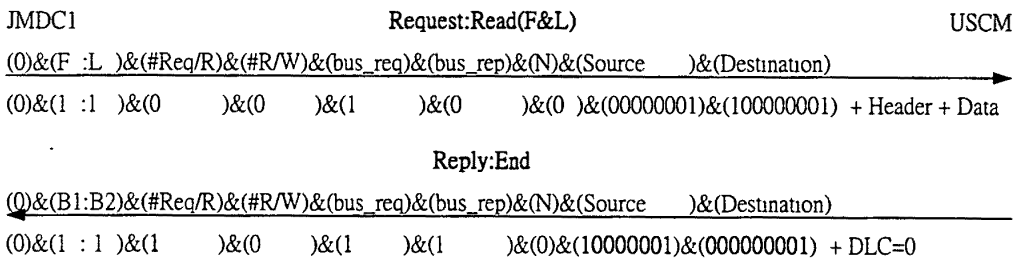 JMDC1 Request:Read(F&L) USCM
(0)&(F :L )&(#Req/R)&(#R/W)&(bus_req)&(bus_rep)&(N)&(Source )&(Destination)
(0)&(1 :1 )&(0 )&(0 )&(1 )&(0 )&(0 )&(00000001)&(100000001) + Header + Data
Reply:End
(0)&(B1:B2)&(#Req/R)&(#R/W)&(bus_req)&(bus_rep)&(N)&(Source )&(Destination)
(0)&(1 : 1 )&(1 )&(0 )&(1 )&(1 )&(0)&(10000001)&(000000001) + DLC=0